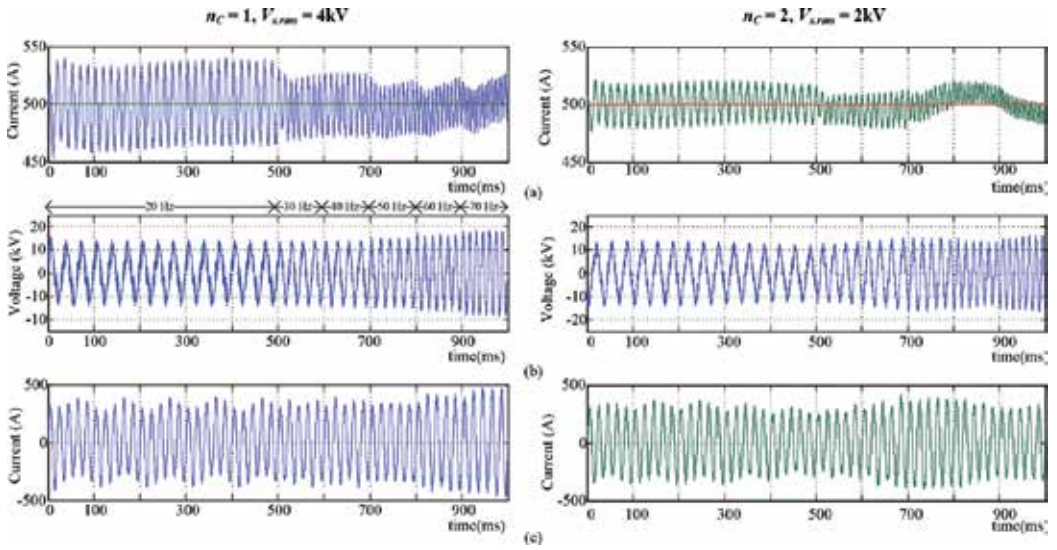 n_C = 1, V_{s,rms} = 4kV
n_C = 2, V_{s,rms} = 2kV
Current (A)
550
500
450
0 100 300 500 700 900
time(ms)
Current (A)
550
500
450
0 100 300 500 700 900
time(ms)
(a)
20 Hz 30 Hz 40 Hz 50 Hz 60 Hz 70 Hz
Voltage (kV)
20
10
0
-10
-10
0 100 300 500 700 900
time(ms)
Voltage (kV)
20
10
0
-10
-20
0 100 300 500 700 900
time(ms)
(b)
Current (A)
500
0
-500
0 100 300 500 700 900
time(ms)
Current (A)
500
0
-500
0 100 300 500 700 900
time(ms)
(c)